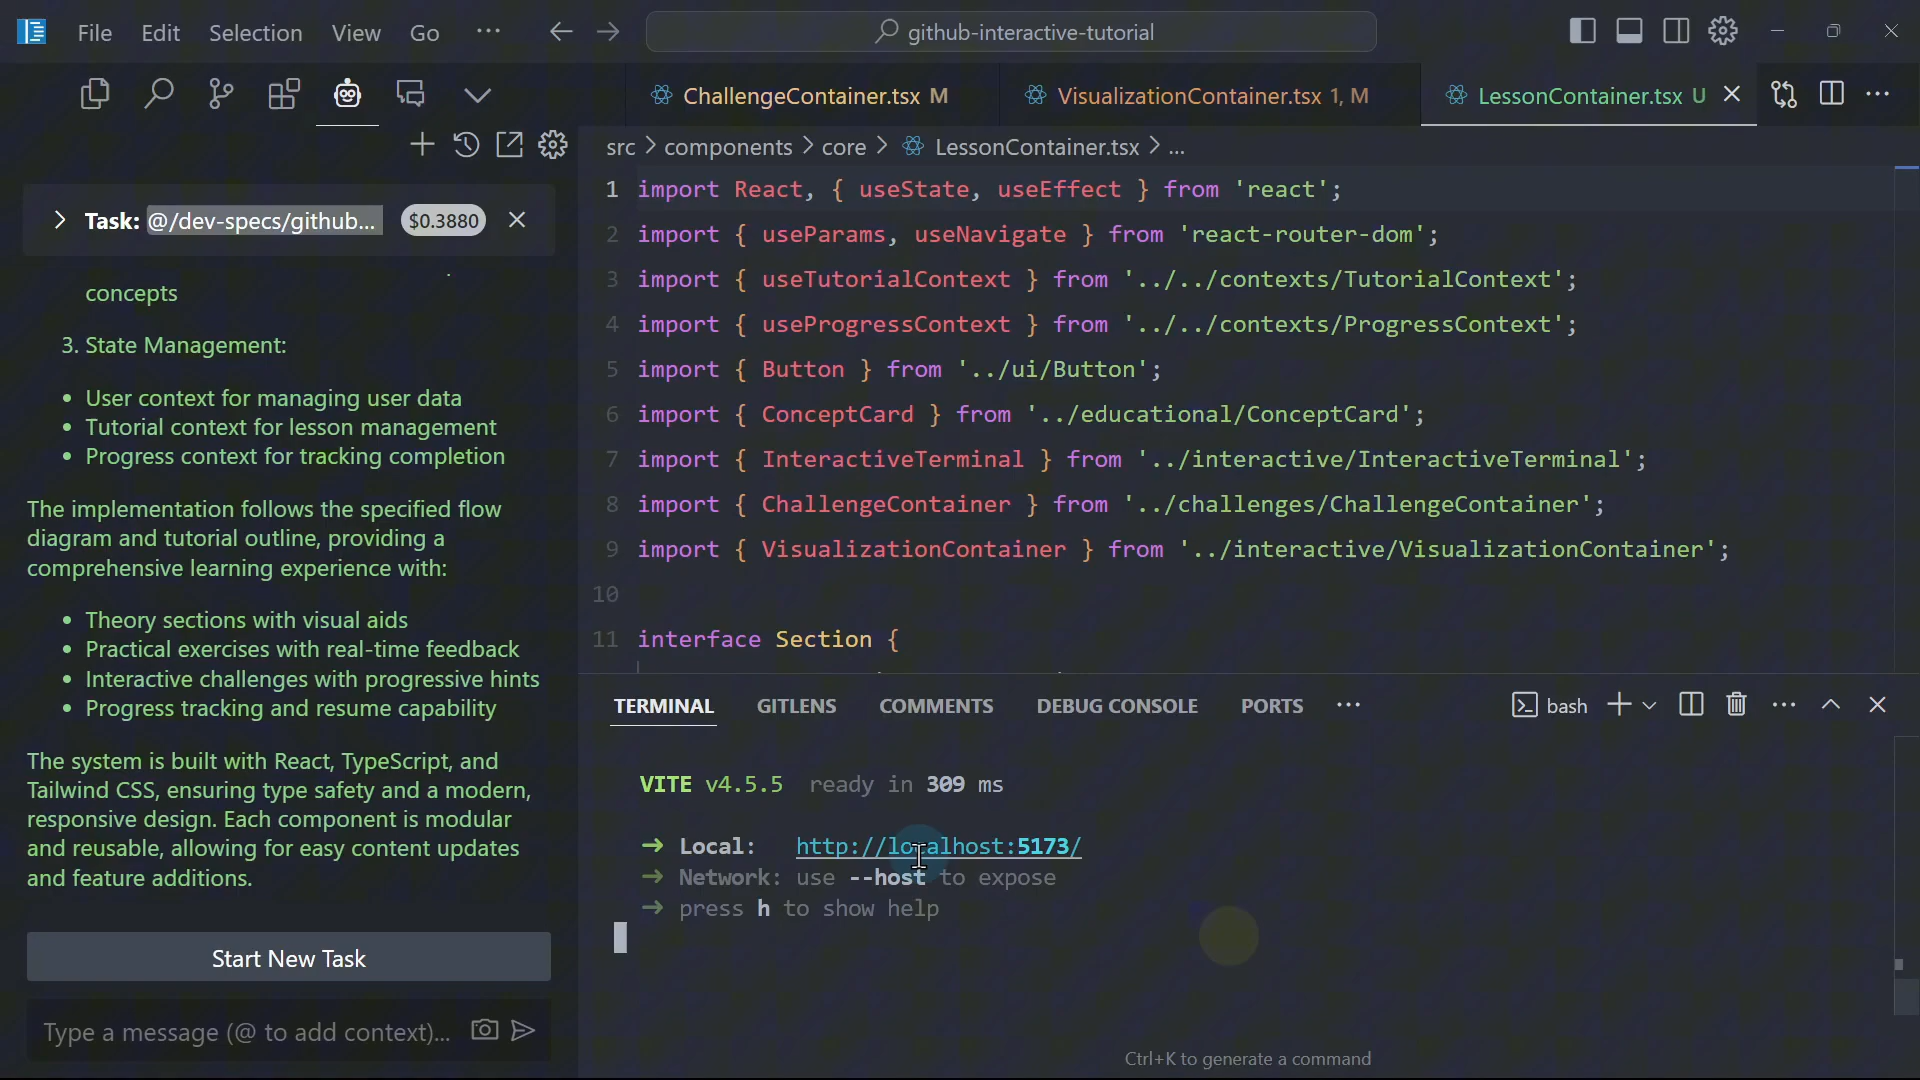 File Edit Selection View Go ··· github-interactive-tutorial
ChallengeContainer.tsx M VisualizationContainer.tsx 1, M LessonContainer.tsx U
Task: @/dev-specs/github... $0.3880
concepts
3. State Management:
• User context for managing user data
• Tutorial context for lesson management
• Progress context for tracking completion
The implementation follows the specified flow
diagram and tutorial outline, providing a
comprehensive learning experience with:
• Theory sections with visual aids
• Practical exercises with real-time feedback
• Interactive challenges with progressive hints
• Progress tracking and resume capability
The system is built with React, TypeScript, and
Tailwind CSS, ensuring type safety and a modern,
responsive design. Each component is modular
and reusable, allowing for easy content updates
and feature additions.
Start New Task
Type a message (@ to add context)...
src > components > core > LessonContainer.tsx > ...
1 import React, { useState, useEffect } from 'react';
2 import { useParams, useNavigate } from 'react-router-dom';
3 import { useTutorialContext } from '../../contexts/TutorialContext';
4 import { useProgressContext } from '../../contexts/ProgressContext';
5 import { Button } from '../ui/Button';
6 import { ConceptCard } from '../educational/ConceptCard';
7 import { InteractiveTerminal } from '../interactive/InteractiveTerminal';
8 import { ChallengeContainer } from '../challenges/ChallengeContainer';
9 import { VisualizationContainer } from '../interactive/VisualizationContainer';
10
11 interface Section {
TERMINAL GITLENS COMMENTS DEBUG CONSOLE PORTS ··· bash
VITE v4.5.5 ready in 309 ms
➜ Local: http://localhost:5173/
➜ Network: use --host to expose
➜ press h to show help
Ctrl+K to generate a command